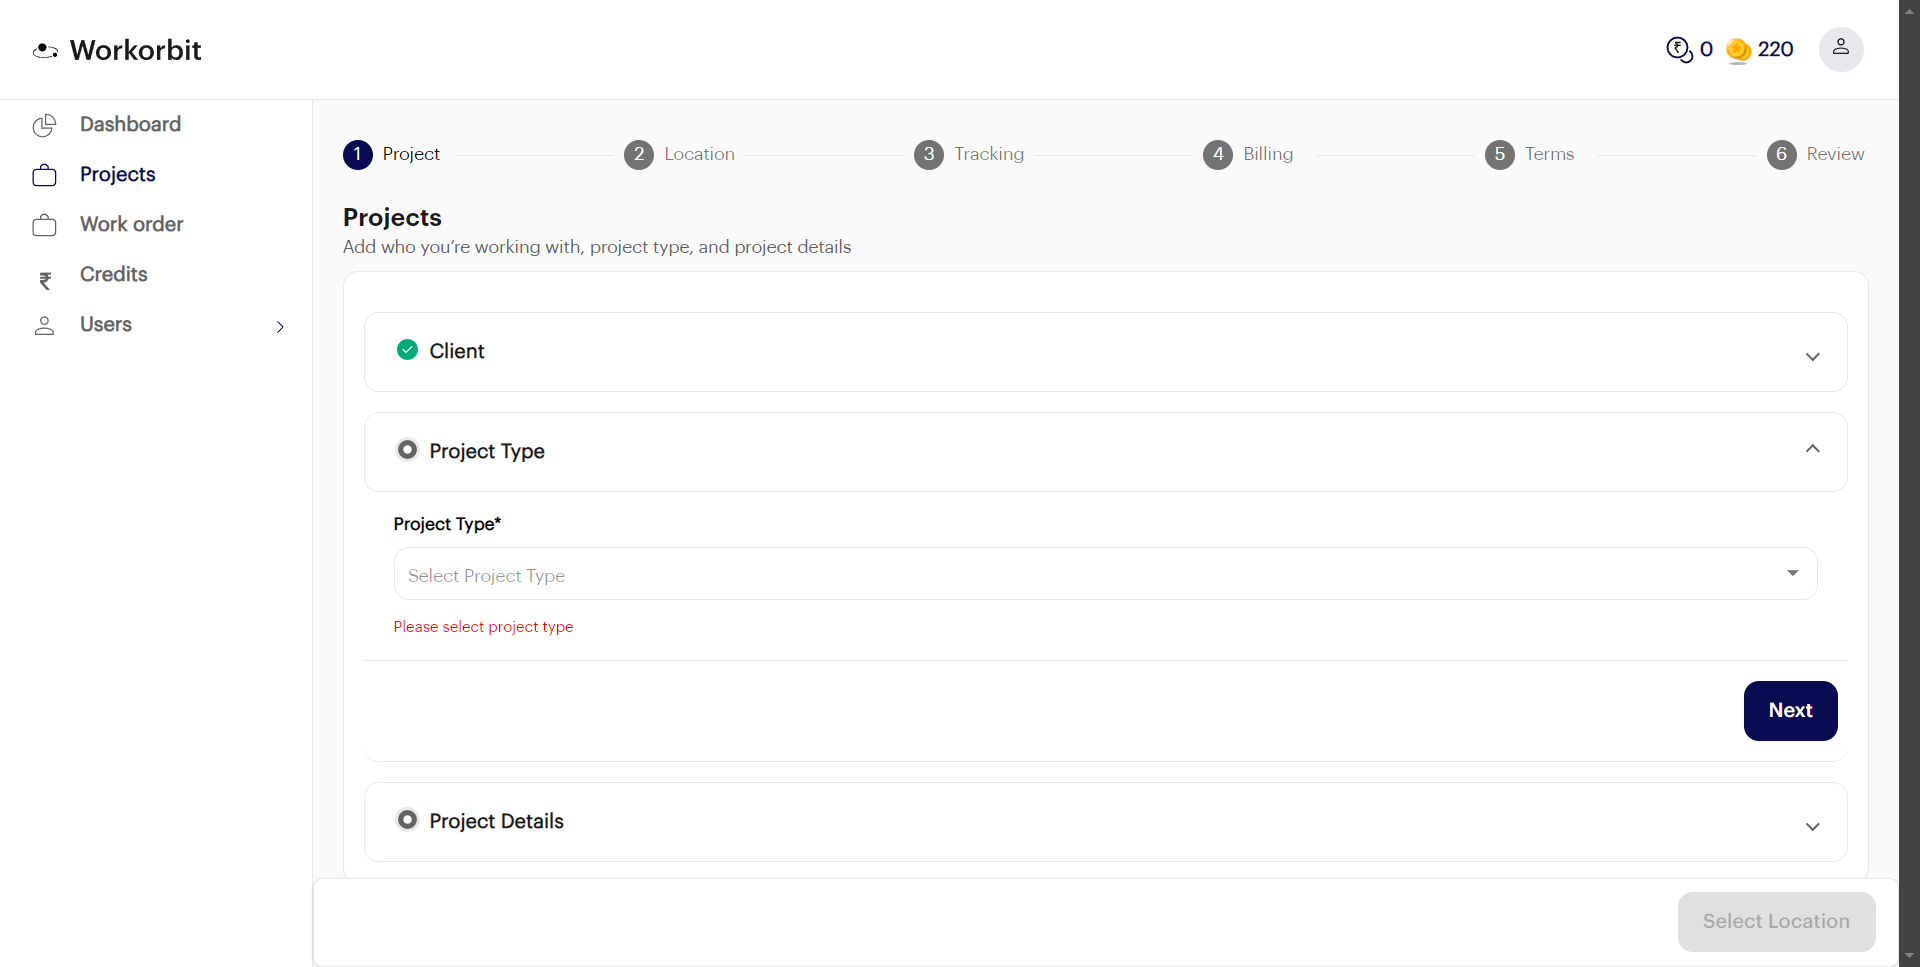 Workorbit
0 220
Dashboard
Projects
Work order
Credits
Users
1 Project 2 Location 3 Tracking 4 Billing 5 Terms 6 Review
Projects
Add who you’re working with, project type, and project details
Client
Project Type
Project Type*
Select Project Type
Please select project type
Next
Project Details
Select Location